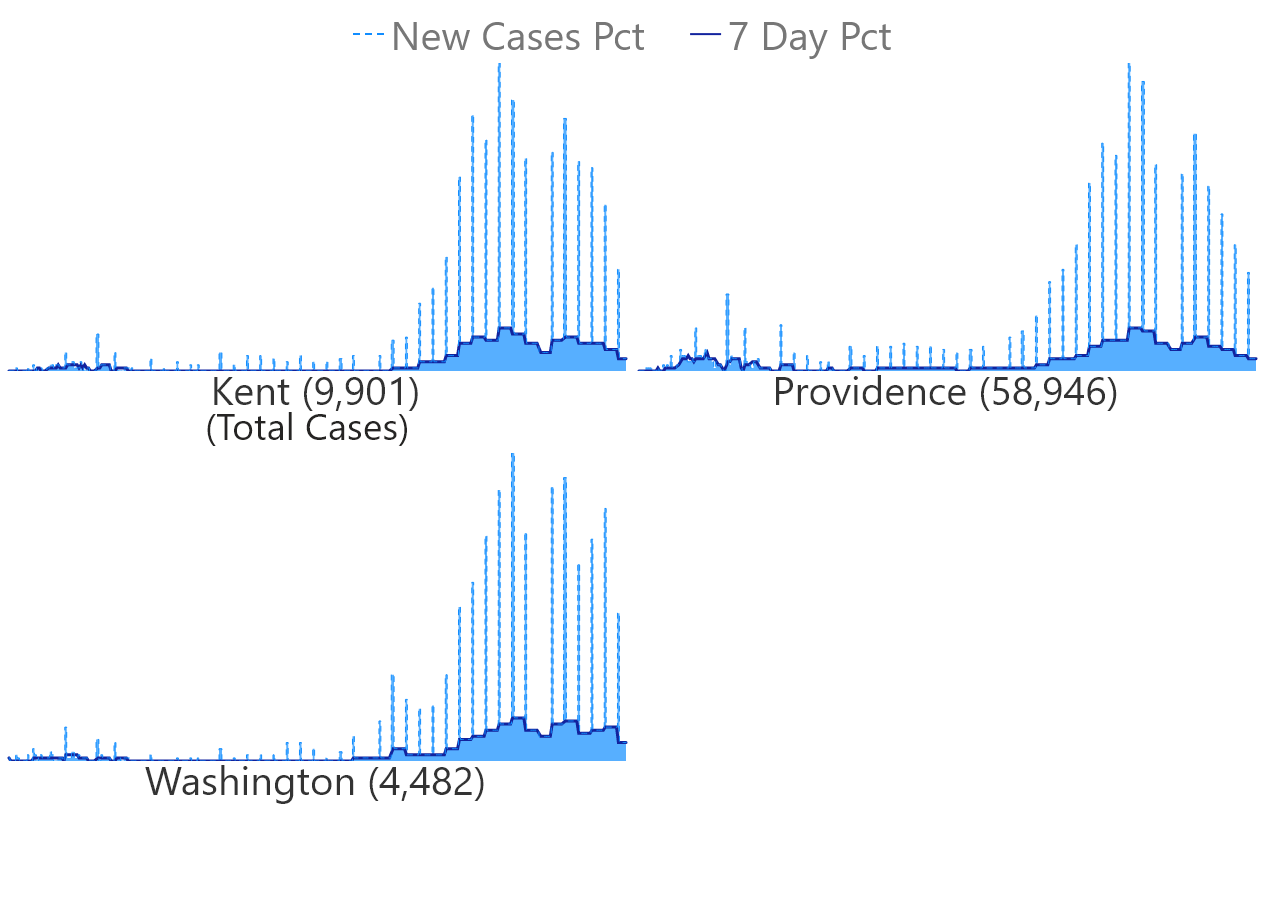 New Cases Pct 7 Day Pct
Kent (9,901)
(Total Cases)
Providence (58,946)
Washington (4,482)